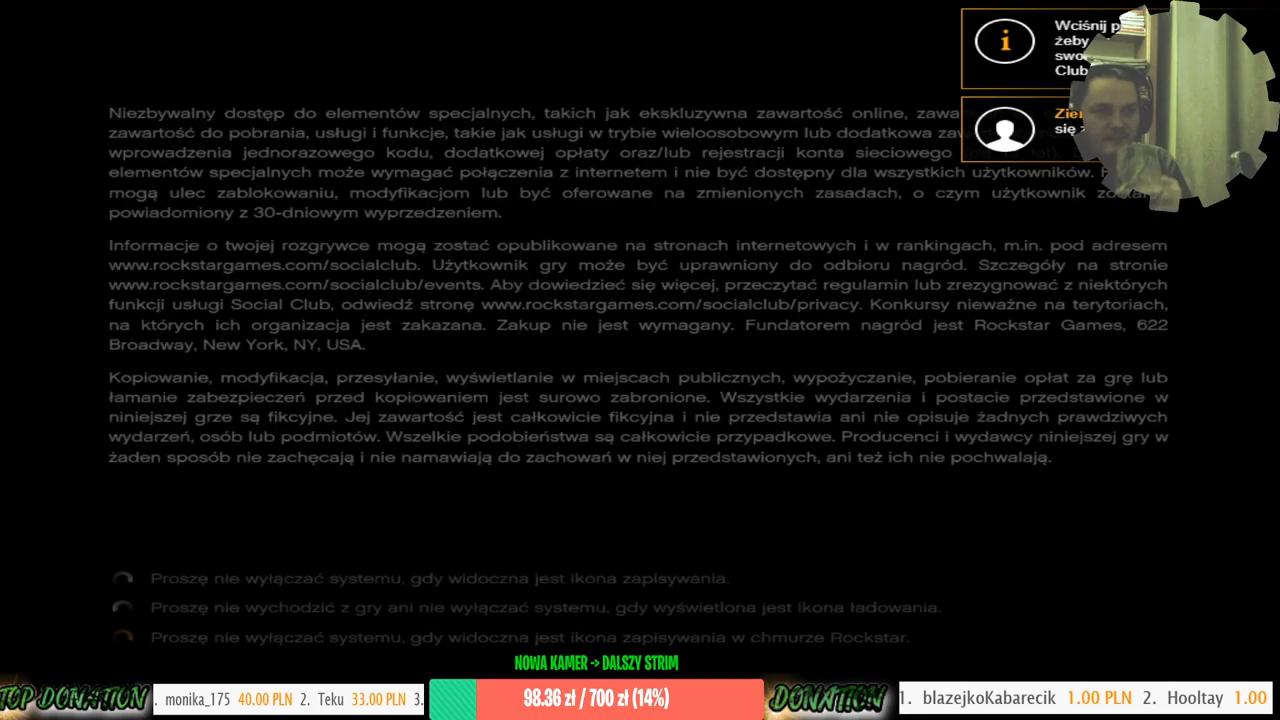 Wciśnij
żeby
swo
Club
Zie
się
Niezbywalny dostęp do elementów specjalnych, takich jak ekskluzywna zawartość online,
zawartość do pobrania, usługi i funkcje, takie jak usługi w trybie wieloosobowym lub dodatkowa
wprowadzenia jednorazowego kodu, dodatkowej opłaty oraz/lub rejestracji konta sieciowego
elementów specjalnych może wymagać połączenia z internetem i nie być dostępny dla wszystkich użytkowników.
mogą ulec zablokowaniu, modyfikacjom lub być oferowane na zmienionych zasadach, o czym użytkownik
powiadomiony z 30-dniowym wyprzedzeniem.
Informacje o twojej rozgrywce mogą zostać opublikowane na stronach internetowych i w rankingach, m.in. pod adresem
www.rockstargames.com/socialclub. Użytkownik gry może być uprawniony do odbioru nagród. Szczegóły na stronie
www.rockstargames.com/socialclub/events. Aby dowiedzieć się więcej, przeczytać regulamin lub zrezygnować z niektórych
funkcji usługi Social Club, odwiedź stronę www.rockstargames.com/socialclub/privacy. Konkursy nieważne na terytoriach,
na których ich organizacja jest zakazana. Zakup nie jest wymagany. Fundatorem nagród jest Rockstar Games, 622
Broadway, New York, NY, USA.
Kopiowanie, modyfikacja, przesyłanie, wyświetlanie w miejscach publicznych, wypożyczanie, pobieranie opłat za grę lub
łamanie zabezpieczeń przed kopiowaniem jest surowo zabronione. Wszystkie wydarzenia i postacie przedstawione w
niniejszej grze są fikcyjne. Jej zawartość jest całkowicie fikcyjna i nie przedstawia ani nie opisuje żadnych prawdziwych
wydarzeń, osób lub podmiotów. Wszelkie podobieństwa są całkowicie przypadkowe. Producenci i wydawcy niniejszej gry w
żaden sposób nie zachęcają i nie namawiają do zachowań w niej przedstawionych, ani też ich nie pochwalają.
Proszę nie wyłączać systemu, gdy widoczna jest ikona zapisywania.
Proszę nie wychodzić z gry ani nie wyłączać systemu, gdy wyświetlona jest ikona ładowania.
Proszę nie wyłączać systemu, gdy widoczna jest ikona zapisywania w chmurze Rockstar.
NOWA KAMER -> DALSZY STRIM
TOP DONATION . monika_175 40.00 PLN 2. Teku 33.00 PLN 3. 98.36 zł / 700 zł (14%) DONATION 1. blazejkoKabarecik 1.00 PLN 2. Hooltay 1.00